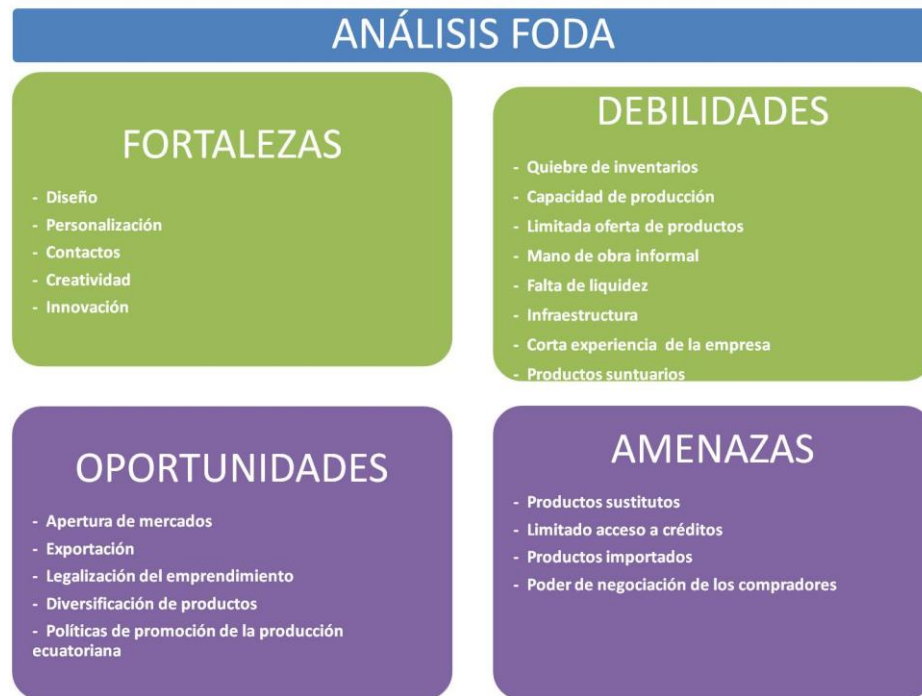 ANÁLISIS FODA
FORTALEZAS
- Diseño
- Personalización
- Contactos
- Creatividad
- Innovación
DEBILIDADES
- Quiebre de inventarios
- Capacidad de producción
- Limitada oferta de productos
- Mano de obra informal
- Falta de liquidez
- Infraestructura
- Corta experiencia de la empresa
- Productos suntuarios
OPORTUNIDADES
- Apertura de mercados
- Exportación
- Legalización del emprendimiento
- Diversificación de productos
- Políticas de promoción de la producción
ecuatoriana
AMENAZAS
- Productos sustitutos
- Limitado acceso a créditos
- Productos importados
- Poder de negociación de los compradores